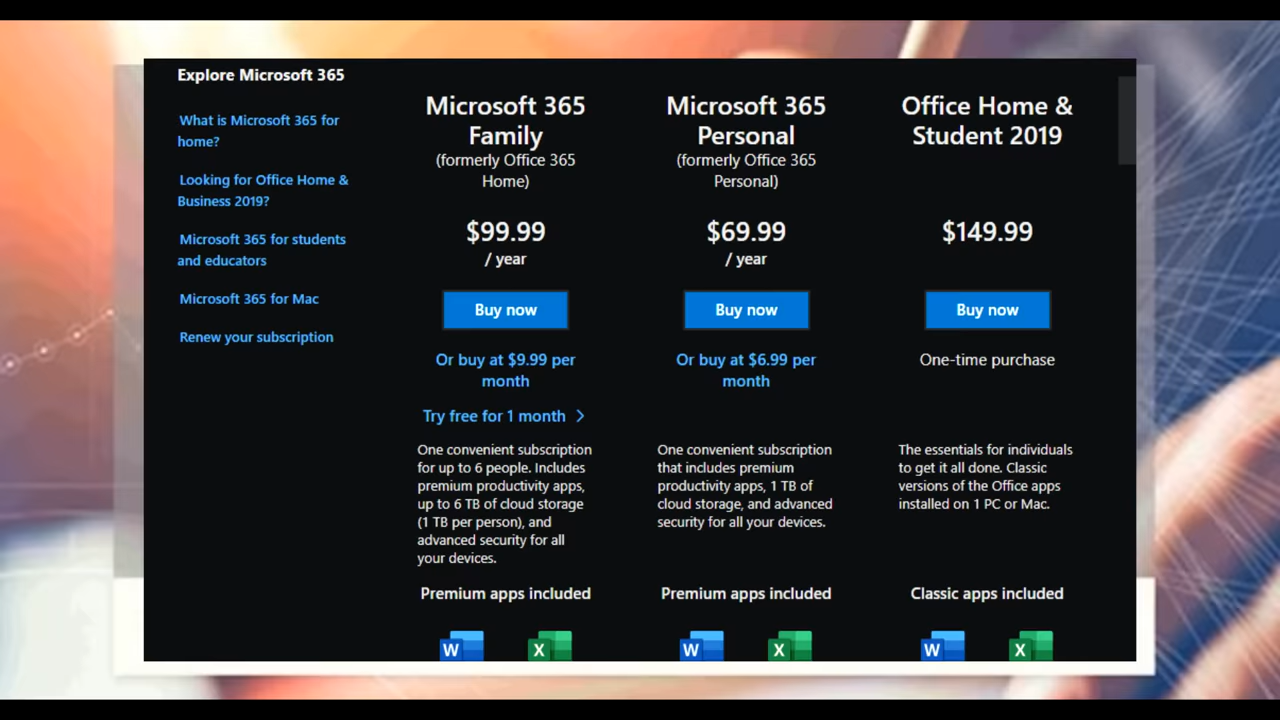 Explore Microsoft 365
What is Microsoft 365 for
home?
Looking for Office Home &
Business 2019?
Microsoft 365 for students
and educators
Microsoft 365 for Mac
Renew your subscription
Microsoft 365
Family
(formerly Office 365
Home)
$99.99
/ year
Buy now
Or buy at $9.99 per
month
Try free for 1 month >
One convenient subscription
for up to 6 people. Includes
premium productivity apps,
up to 6 TB of cloud storage
(1 TB per person), and
advanced security for all
your devices.
Premium apps included
W X
Microsoft 365
Personal
(formerly Office 365
Personal)
$69.99
/ year
Buy now
Or buy at $6.99 per
month
One convenient subscription
that includes premium
productivity apps, 1 TB of
cloud storage, and advanced
security for all your devices.
Premium apps included
W X
Office Home &
Student 2019
$149.99
Buy now
One-time purchase
The essentials for individuals
to get it all done. Classic
versions of the Office apps
installed on 1 PC or Mac.
Classic apps included
W X